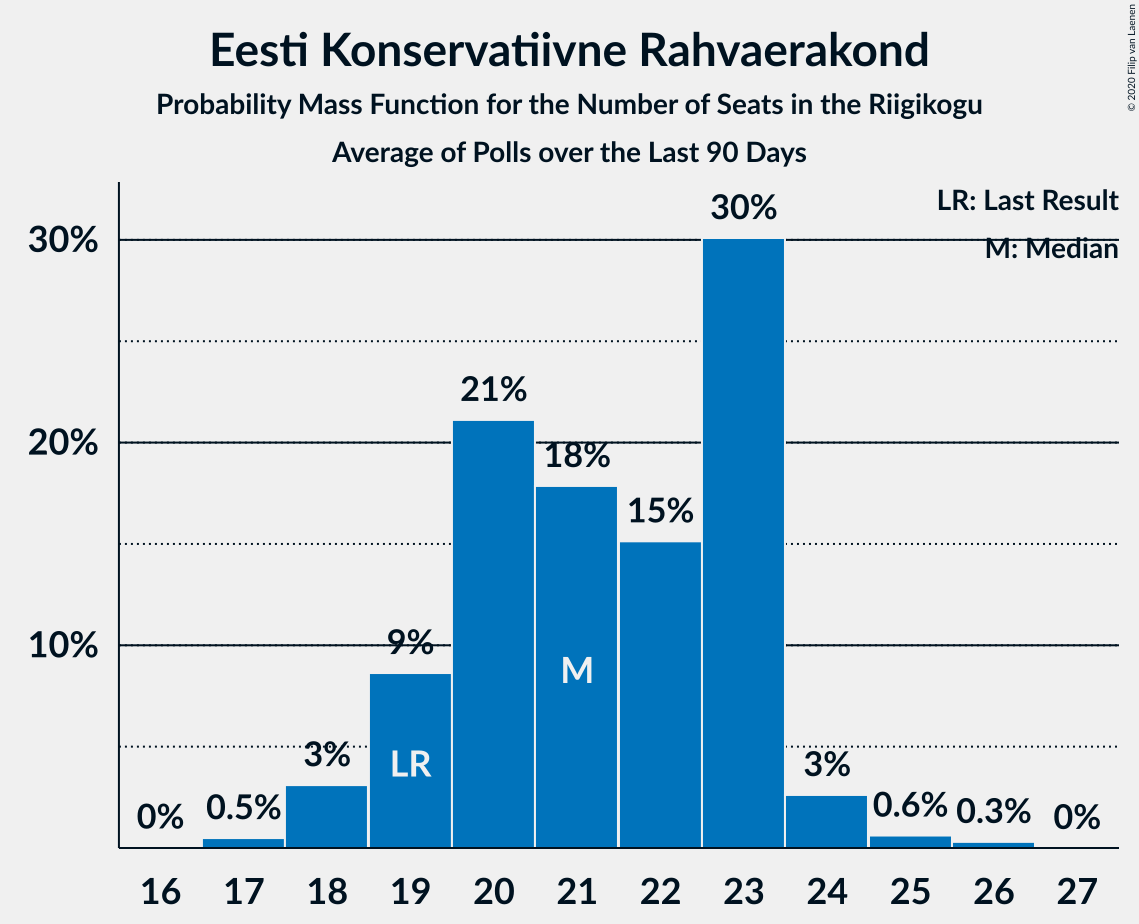 Eesti Konservatiivne Rahvaerakond
Probability Mass Function for the Number of Seats in the Riigikogu
Average of Polls over the Last 90 Days
© 2020 Filip van Laenen
LR: Last Result
M: Median
30%
20%
10%
0%
0.5%
3%
9%
21%
18%
15%
30%
3%
0.6%
0.3%
0%
LR
M
16 17 18 19 20 21 22 23 24 25 26 27